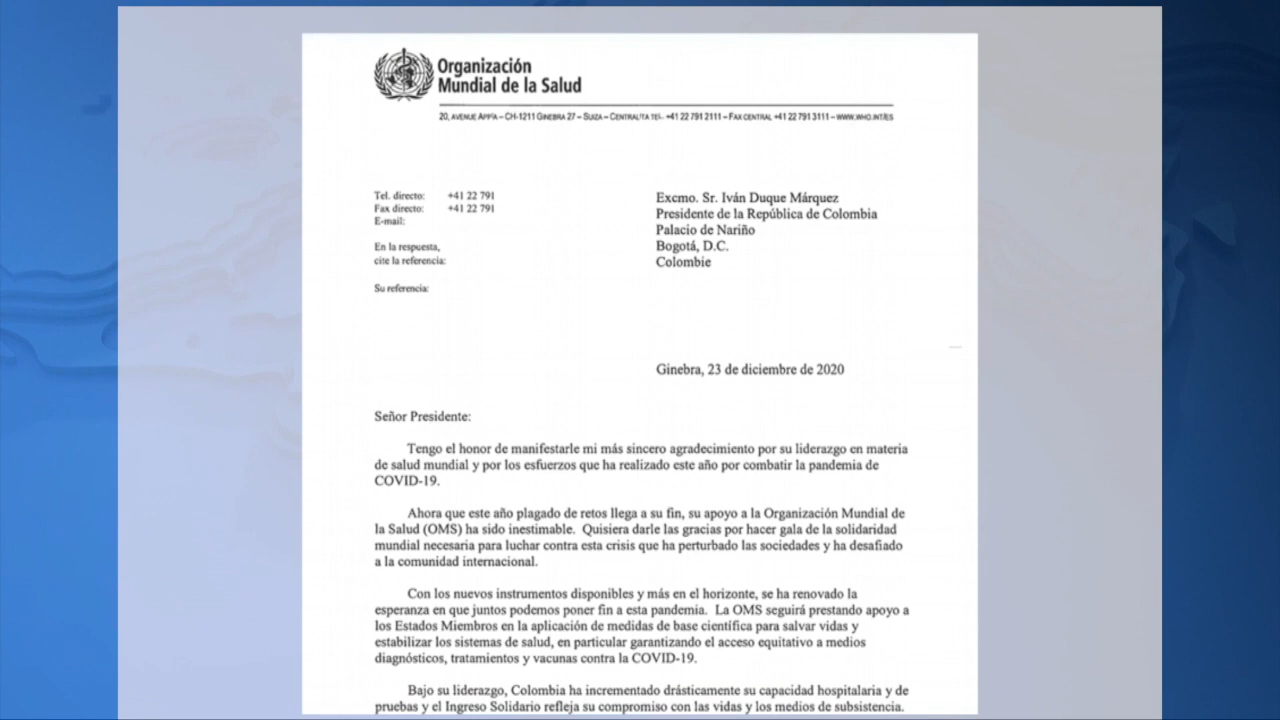 Organización
Mundial de la Salud
20, AVENUE APPIA – CH-1211 GINEBRA 27 – SUIZA – CENTRALITA TEL. +41 22 791 2111 – FAX CENTRAL +41 22 791 3111 – WWW.WHO.INT/ES
Tel. directo: +41 22 791
Fax directo: +41 22 791
E-mail:
En la respuesta,
cite la referencia:
Su referencia:
Excmo. Sr. Iván Duque Márquez
Presidente de la República de Colombia
Palacio de Nariño
Bogotá, D.C.
Colombie
Ginebra, 23 de diciembre de 2020
Señor Presidente:
Tengo el honor de manifestarle mi más sincero agradecimiento por su liderazgo en materia
de salud mundial y por los esfuerzos que ha realizado este año por combatir la pandemia de
COVID-19.
Ahora que este año plagado de retos llega a su fin, su apoyo a la Organización Mundial de
la Salud (OMS) ha sido inestimable. Quisiera darle las gracias por hacer gala de la solidaridad
mundial necesaria para luchar contra esta crisis que ha perturbado las sociedades y ha desafiado
a la comunidad internacional.
Con los nuevos instrumentos disponibles y más en el horizonte, se ha renovado la
esperanza en que juntos podemos poner fin a esta pandemia. La OMS seguirá prestando apoyo a
los Estados Miembros en la aplicación de medidas de base científica para salvar vidas y
estabilizar los sistemas de salud, en particular garantizando el acceso equitativo a medios
diagnósticos, tratamientos y vacunas contra la COVID-19.
Bajo su liderazgo, Colombia ha incrementado drásticamente su capacidad hospitalaria y de
pruebas y el Ingreso Solidario refleja su compromiso con las vidas y los medios de subsistencia.